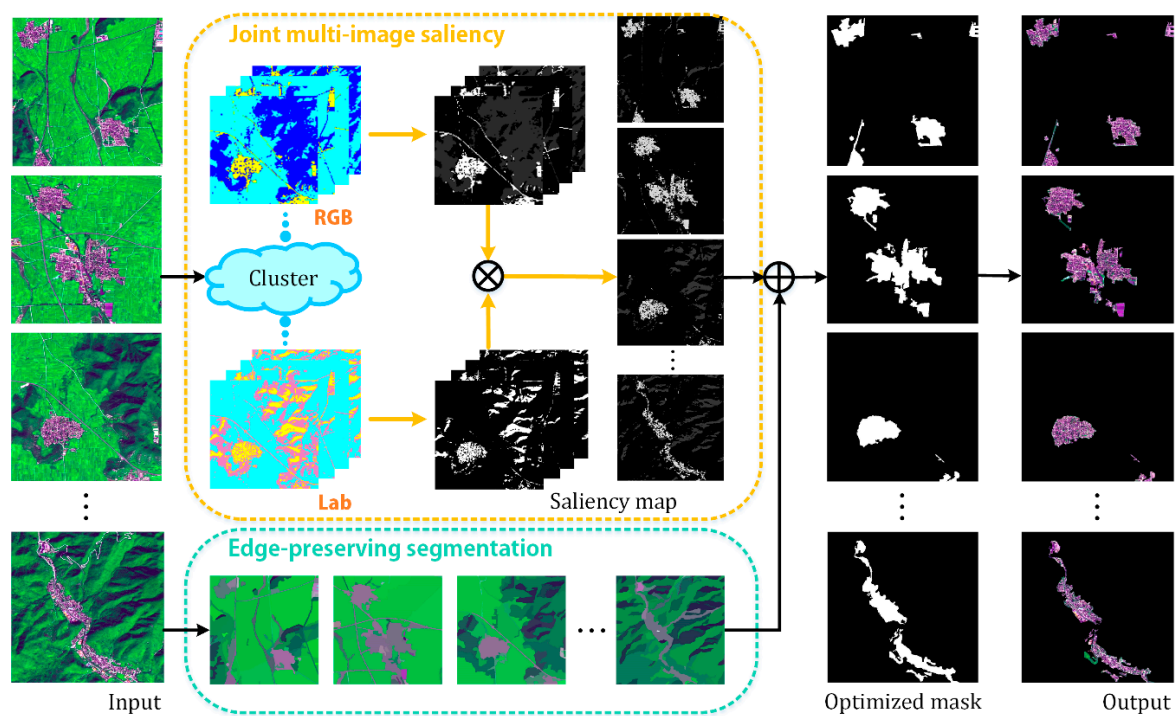 Joint multi-image saliency
RGB
Cluster
Lab
Saliency map
Edge-preserving segmentation
Input
Optimized mask
Output